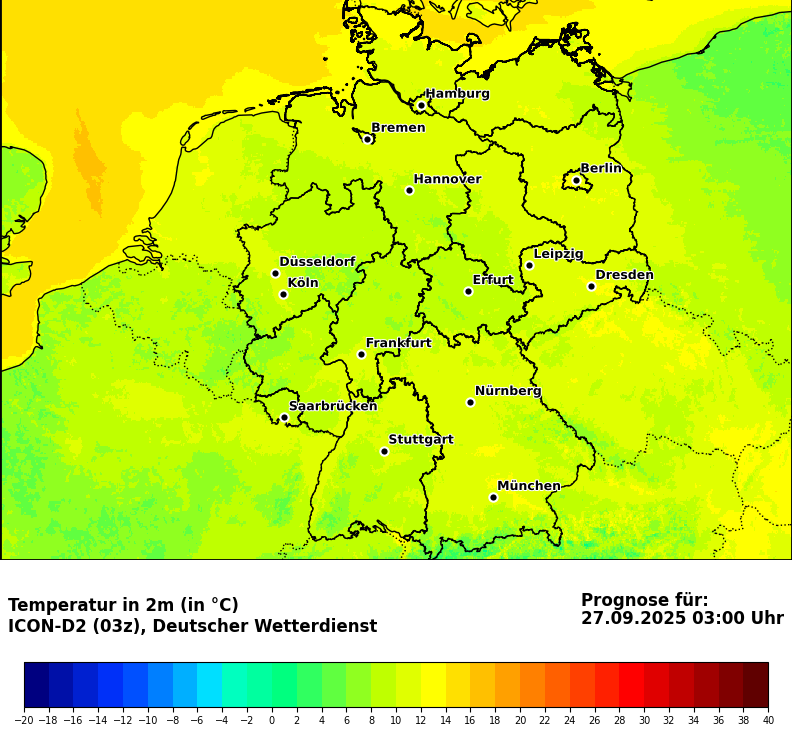 Hamburg
Bremen
Berlin
Hannover
Leipzig
Düsseldorf
Dresden
Köln
Erfurt
Frankfurt
Nürnberg
Saarbrücken
Stuttgart
München
Temperatur in 2m (in °C)
ICON-D2 (03z), Deutscher Wetterdienst
Prognose für:
27.09.2025 03:00 Uhr
−20 −18 −16 −14 −12 −10 −8 −6 −4 −2 0 2 4 6 8 10 12 14 16 18 20 22 24 26 28 30 32 34 36 38 40